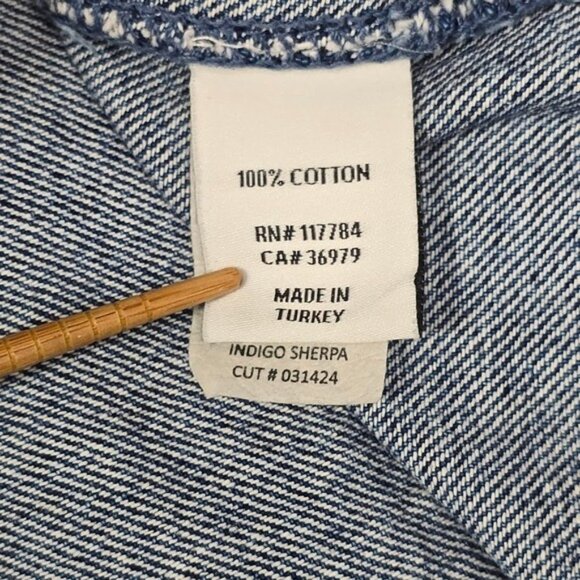 100% COTTON
RN# 117784
CA# 36979
MADE IN
TURKEY
INDIGO SHERPA
CUT # 031424